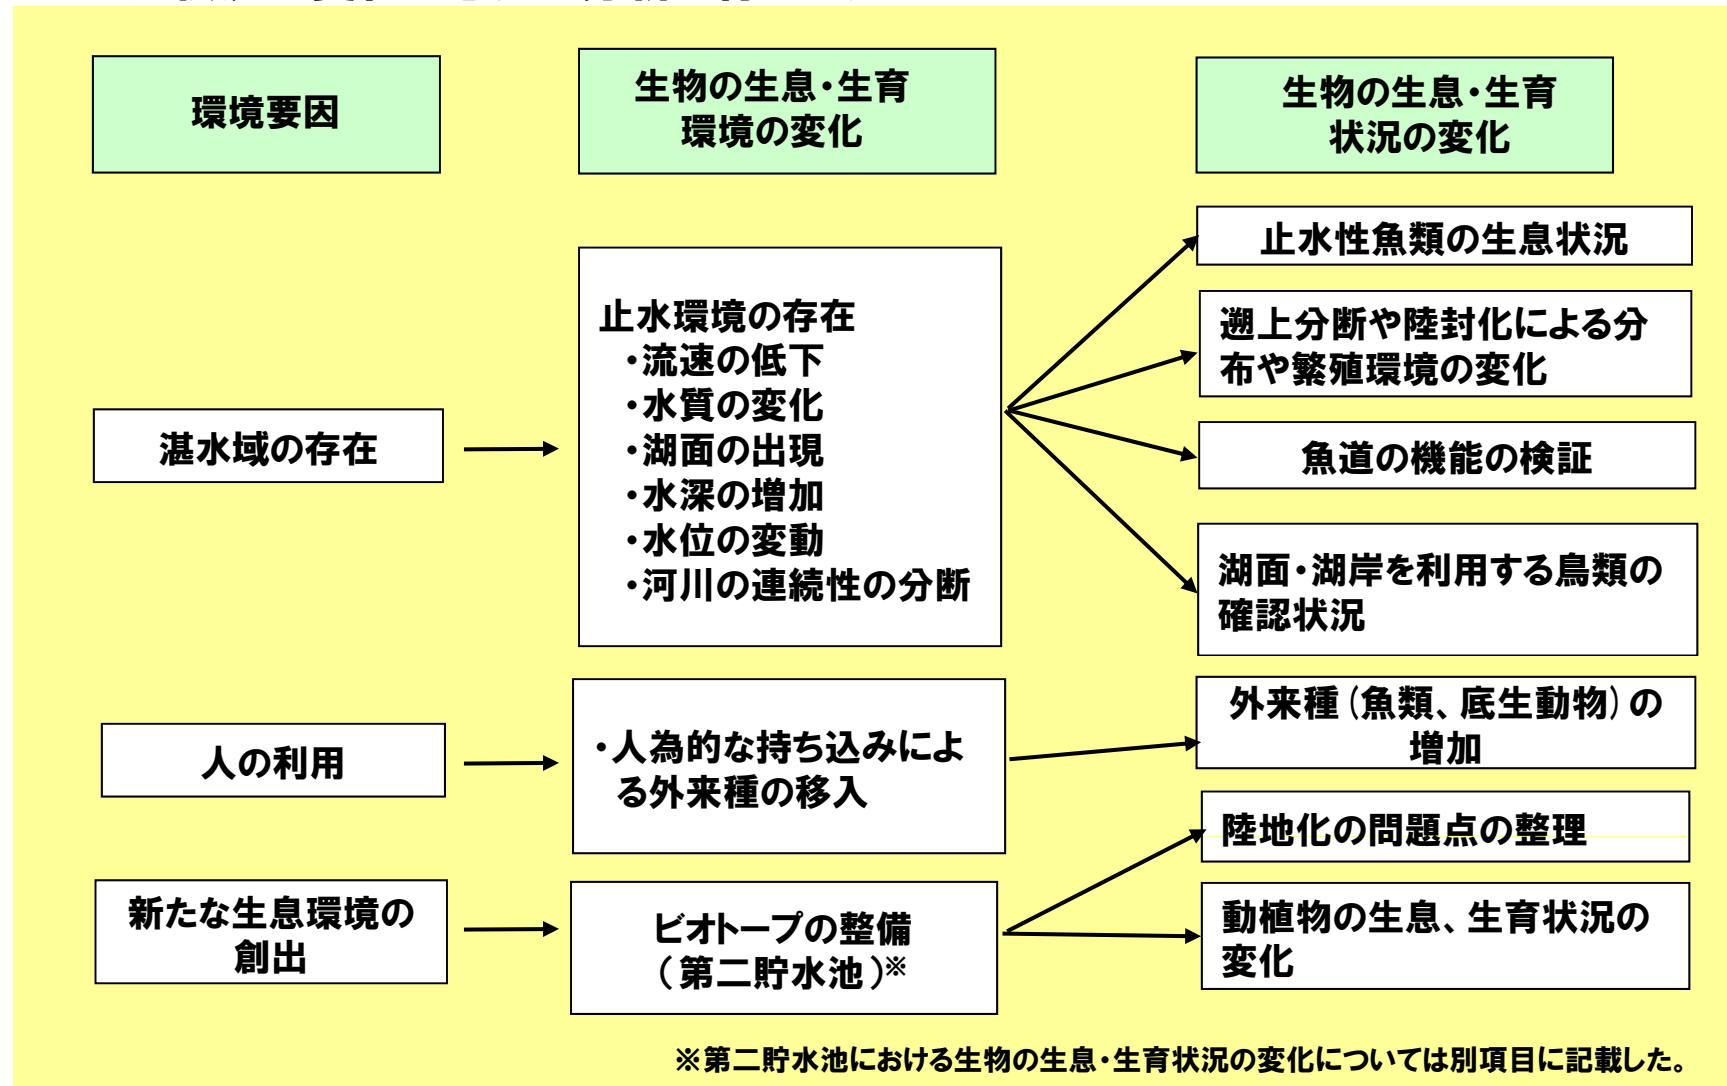 環境要因
生物の生息・生育
環境の変化
生物の生息・生育
状況の変化
湛水域の存在
止水環境の存在
・流速の低下
・水質の変化
・湖面の出現
・水深の増加
・水位の変動
・河川の連続性の分断
止水性魚類の生息状況
遡上分断や陸封化による分
布や繁殖環境の変化
魚道の機能の検証
湖面・湖岸を利用する鳥類の
確認状況
人の利用
・人為的な持ち込みによ
る外来種の移入
外来種(魚類、底生動物)の
増加
新たな生息環境の
創出
ビオトープの整備
(第二貯水池)※
陸地化の問題点の整理
動植物の生息、生育状況の
変化
※第二貯水池における生物の生息・生育状況の変化については別項目に記載した。